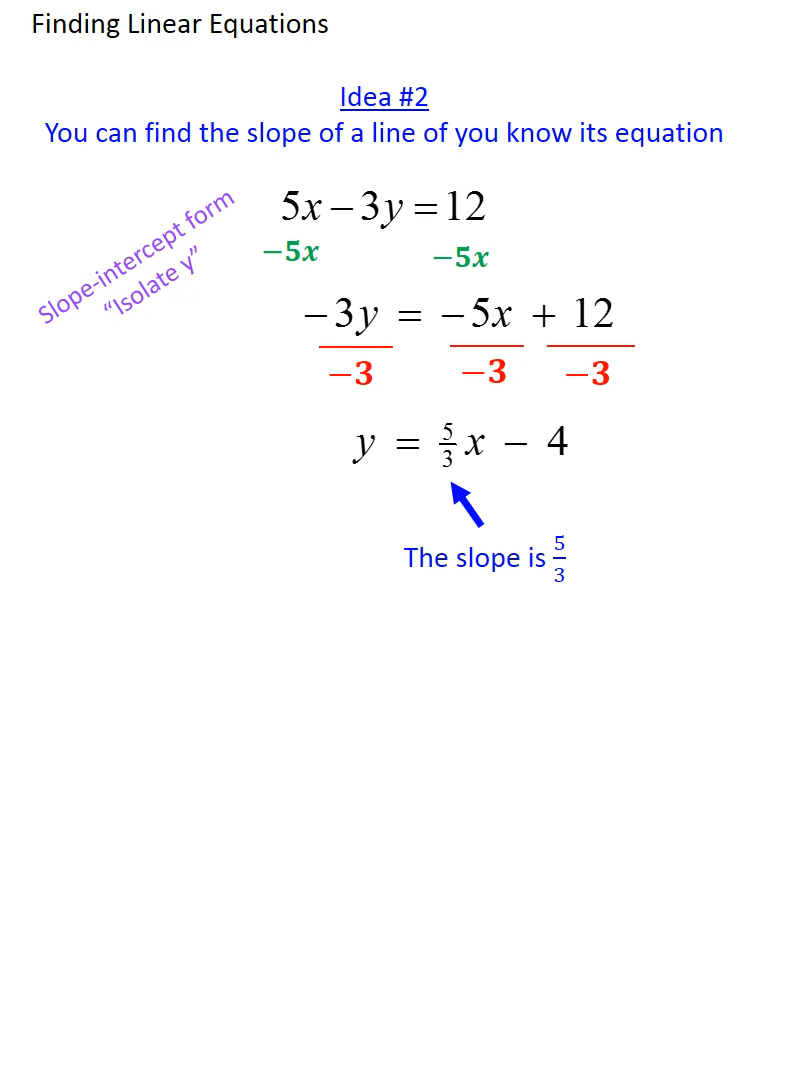 Finding Linear Equations
Idea #2
You can find the slope of a line of you know its equation
Slope-intercept form
“Isolate y”
5x − 3y = 12
−5x −5x
−3y = −5x + 12
−3 −3 −3
y = 5/3 x − 4
The slope is 5/3